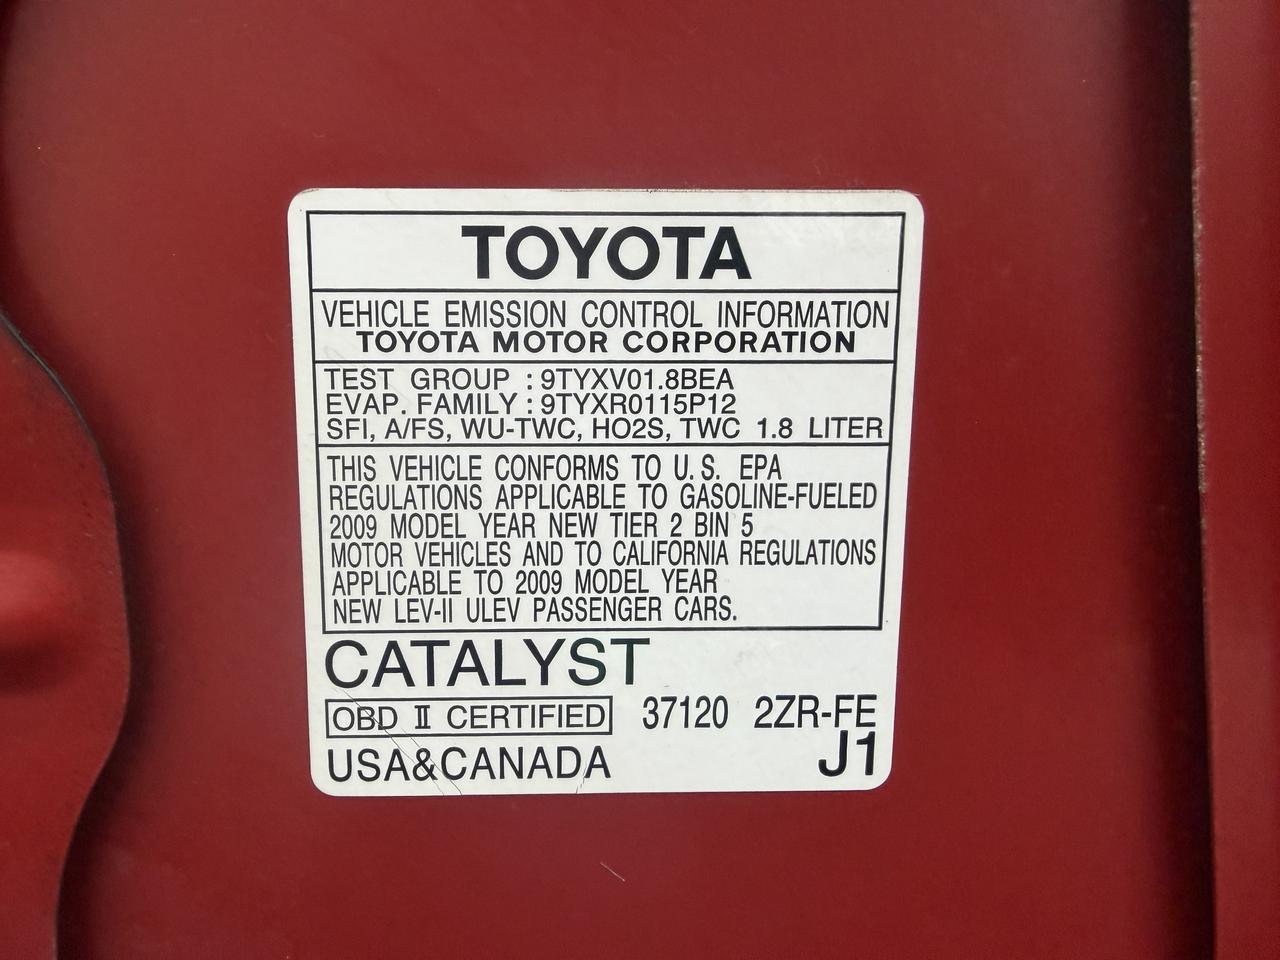 TOYOTA
VEHICLE EMISSION CONTROL INFORMATION
TOYOTA MOTOR CORPORATION
TEST GROUP : 9TYXV01.8BEA
EVAP. FAMILY : 9TYXR0115P12
SFI, A/FS, WU-TWC, HO2S, TWC 1.8 LITER
THIS VEHICLE CONFORMS TO U.S. EPA
REGULATIONS APPLICABLE TO GASOLINE-FUELED
2009 MODEL YEAR NEW TIER 2 BIN 5
MOTOR VEHICLES AND TO CALIFORNIA REGULATIONS
APPLICABLE TO 2009 MODEL YEAR
NEW LEV-II ULEV PASSENGER CARS.
CATALYST
OBD II CERTIFIED 37120 2ZR-FE
USA&CANADA J1